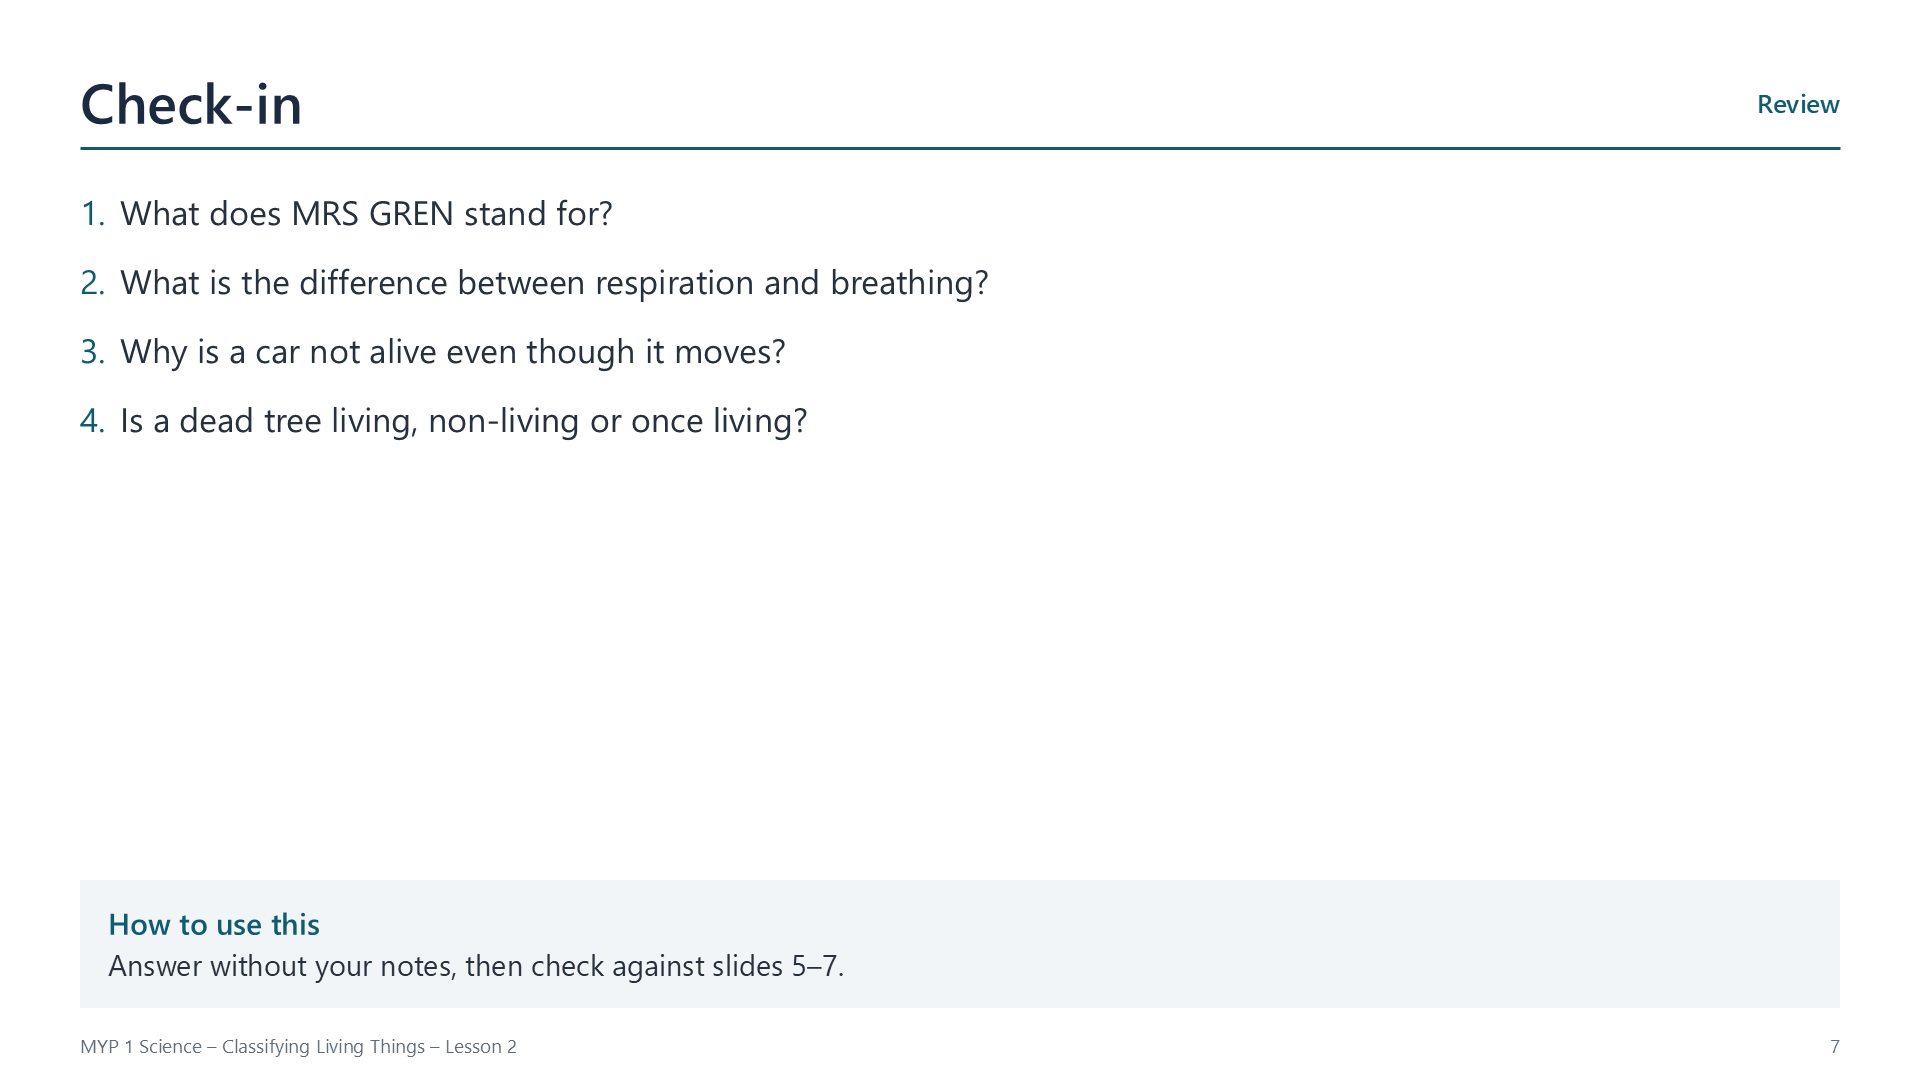 Check-in
Review
1. What does MRS GREN stand for?
2. What is the difference between respiration and breathing?
3. Why is a car not alive even though it moves?
4. Is a dead tree living, non-living or once living?
How to use this
Answer without your notes, then check against slides 5–7.
MYP 1 Science – Classifying Living Things – Lesson 2
7